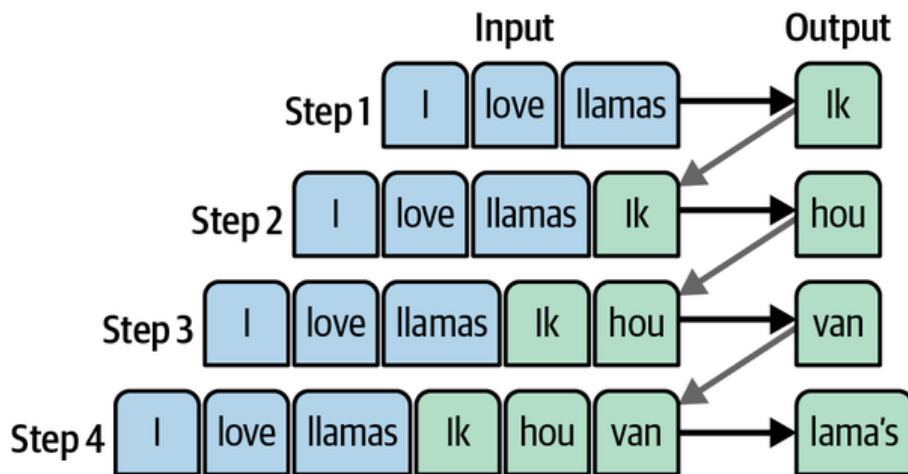 Input Output
Step 1 I love llamas Ik
Step 2 I love llamas Ik hou
Step 3 I love llamas Ik hou van
Step 4 I love llamas Ik hou van lama's